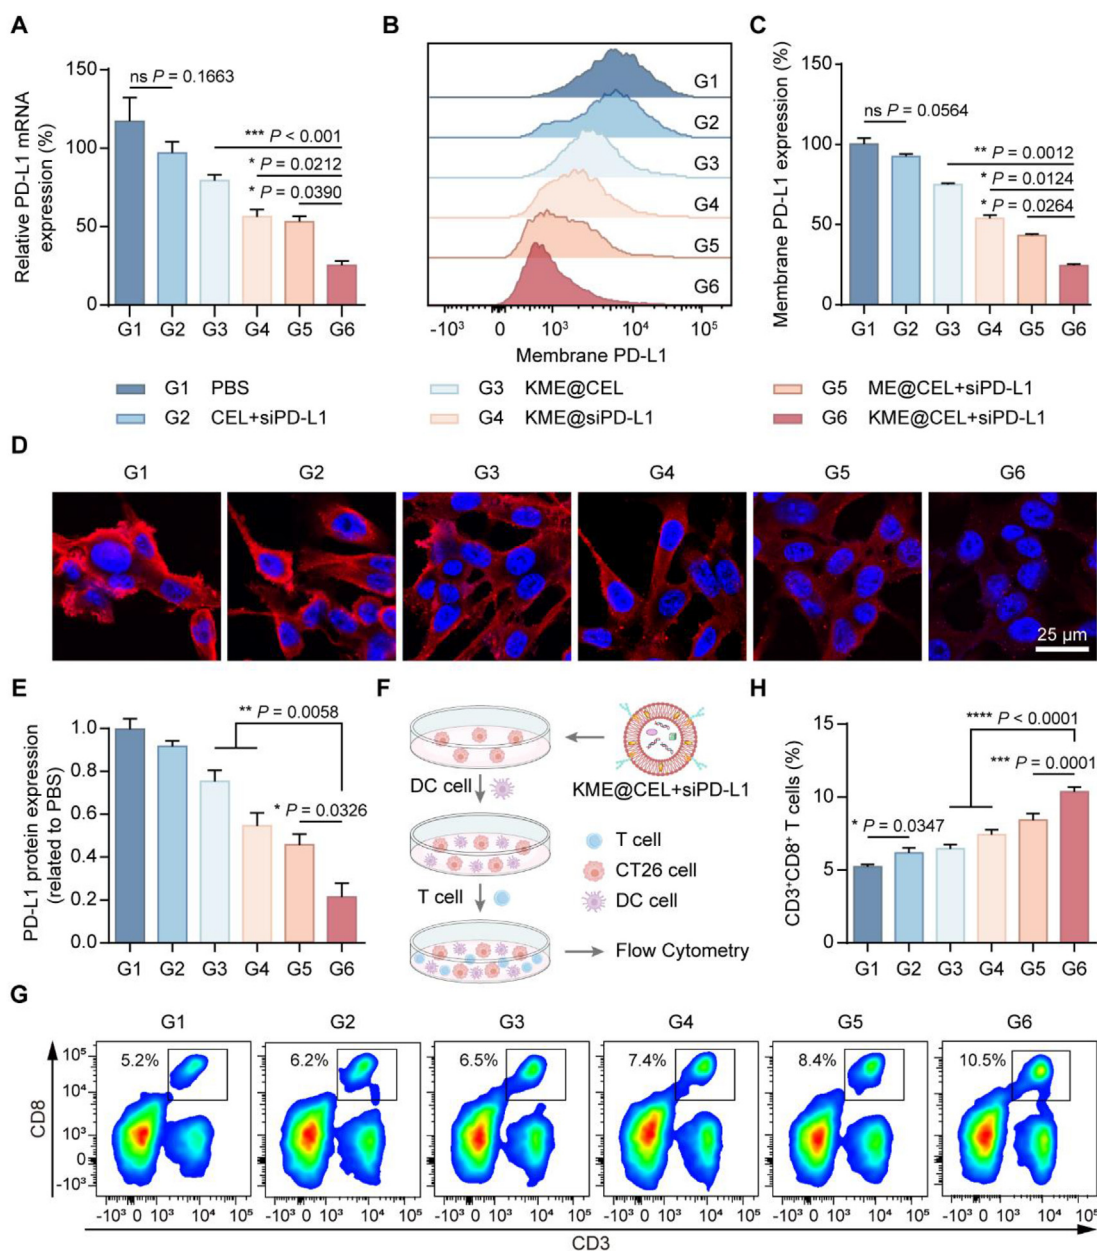 A
Relative PD-L1 mRNA
expression (%)
150
100
50
0
ns P = 0.1663
*** P < 0.001
* P = 0.0212
* P = 0.0390
G1 G2 G3 G4 G5 G6
B
G1
G2
G3
G4
G5
G6
-10³ 0 10³ 10⁴ 10⁵
Membrane PD-L1
C
Membrane PD-L1 expression (%)
150
100
50
0
ns P = 0.0564
** P = 0.0012
* P = 0.0124
* P = 0.0264
G1 G2 G3 G4 G5 G6
G1 PBS
G2 CEL+siPD-L1
G3 KME@CEL
G4 KME@siPD-L1
G5 ME@CEL+siPD-L1
G6 KME@CEL+siPD-L1
D
G1 G2 G3 G4 G5 G6
25 μm
E
PD-L1 protein expression
(related to PBS)
1.0
0.8
0.6
0.4
0.2
0.0
** P = 0.0058
* P = 0.0326
G1 G2 G3 G4 G5 G6
F
KME@CEL+siPD-L1
DC cell
T cell
T cell
CT26 cell
DC cell
Flow Cytometry
H
CD3⁺CD8⁺ T cells (%)
15
10
5
0
**** P < 0.0001
*** P = 0.0001
* P = 0.0347
G1 G2 G3 G4 G5 G6
G
G1 G2 G3 G4 G5 G6
CD8
10⁵
10⁴
10³
0
-10³
5.2% 6.2% 6.5% 7.4% 8.4% 10.5%
-10³ 0 10³ 10⁴ -10³ 0 10³ 10⁴ -10³ 0 10³ 10⁴ -10³ 0 10³ 10⁴ -10³ 0 10³ 10⁴ -10³ 0 10³ 10⁴
CD3